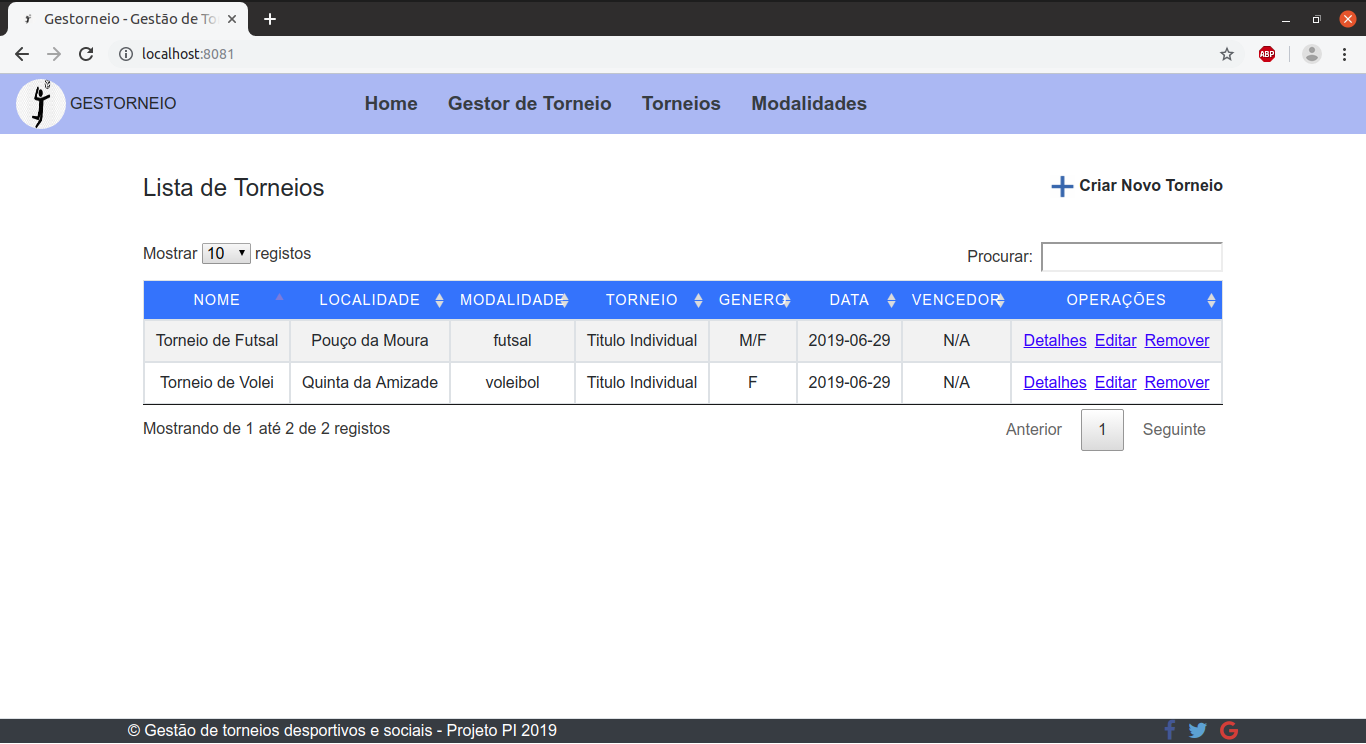 Gestorneio - Gestão de To
localhost:8081
ABP
GESTORNEIO Home Gestor de Torneio Torneios Modalidades
Lista de Torneios Criar Novo Torneio
Mostrar 10 registos Procurar:
NOME LOCALIDADE MODALIDADE TORNEIO GENERO DATA VENCEDOR OPERAÇÕES
Torneio de Futsal Pouço da Moura futsal Titulo Individual M/F 2019-06-29 N/A Detalhes Editar Remover
Torneio de Volei Quinta da Amizade voleibol Titulo Individual F 2019-06-29 N/A Detalhes Editar Remover
Mostrando de 1 até 2 de 2 registos Anterior 1 Seguinte
© Gestão de torneios desportivos e sociais - Projeto PI 2019